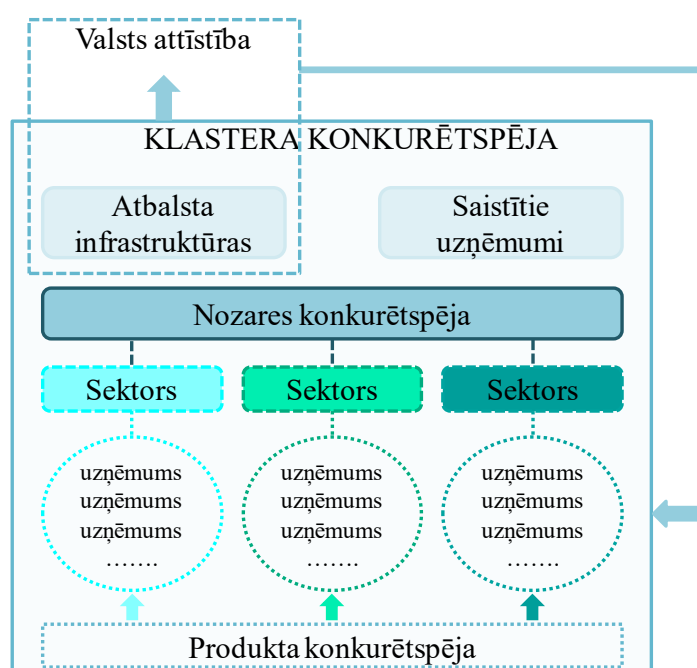 Valsts attīstība
KLASTERA KONKURĒTSPĒJA
Atbalsta
infrastruktūras
Saistītie
uzņēmumi
Nozares konkurētspēja
Sektors
Sektors
Sektors
uzņēmums
uzņēmums
uzņēmums
…….
uzņēmums
uzņēmums
uzņēmums
…….
uzņēmums
uzņēmums
uzņēmums
…….
Produkta konkurētspēja